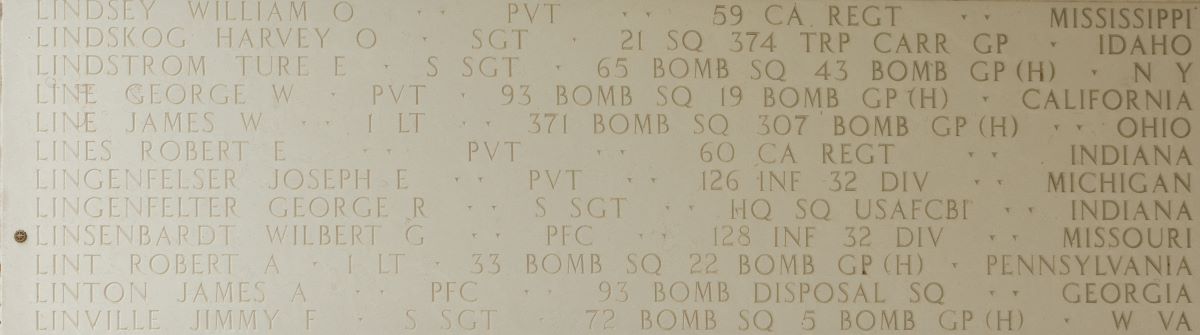 LINDSEY WILLIAM O · · PVT · · 59 CA REGT · · MISSISSIPPI
LINDSKOG HARVEY O · SGT · 21 SQ 374 TRP CARR GP · IDAHO
LINDSTROM TURE E · S SGT · 65 BOMB SQ 43 BOMB GP (H) · N Y
LINE GEORGE W · PVT · 93 BOMB SQ 19 BOMB GP (H) · CALIFORNIA
LINE JAMES W · · 1 LT · · 371 BOMB SQ 307 BOMB GP (H) · · OHIO
LINES ROBERT E · · PVT · · 60 CA REGT · · INDIANA
LINGENFELSER JOSEPH E · · PVT · · 126 INF 32 DIV · · MICHIGAN
LINGENFELTER GEORGE R · · S SGT · · HQ SQ USAFCBI · · INDIANA
LINSENBARDT WILBERT G · · PFC · · 128 INF 32 DIV · · MISSOURI
LINT ROBERT A · 1 LT · 33 BOMB SQ 22 BOMB GP (H) · PENNSYLVANIA
LINTON JAMES A · · PFC · · 93 BOMB DISPOSAL SQ · · GEORGIA
LINVILLE JIMMY F · S SGT · 72 BOMB SQ 5 BOMB GP (H) · W VA